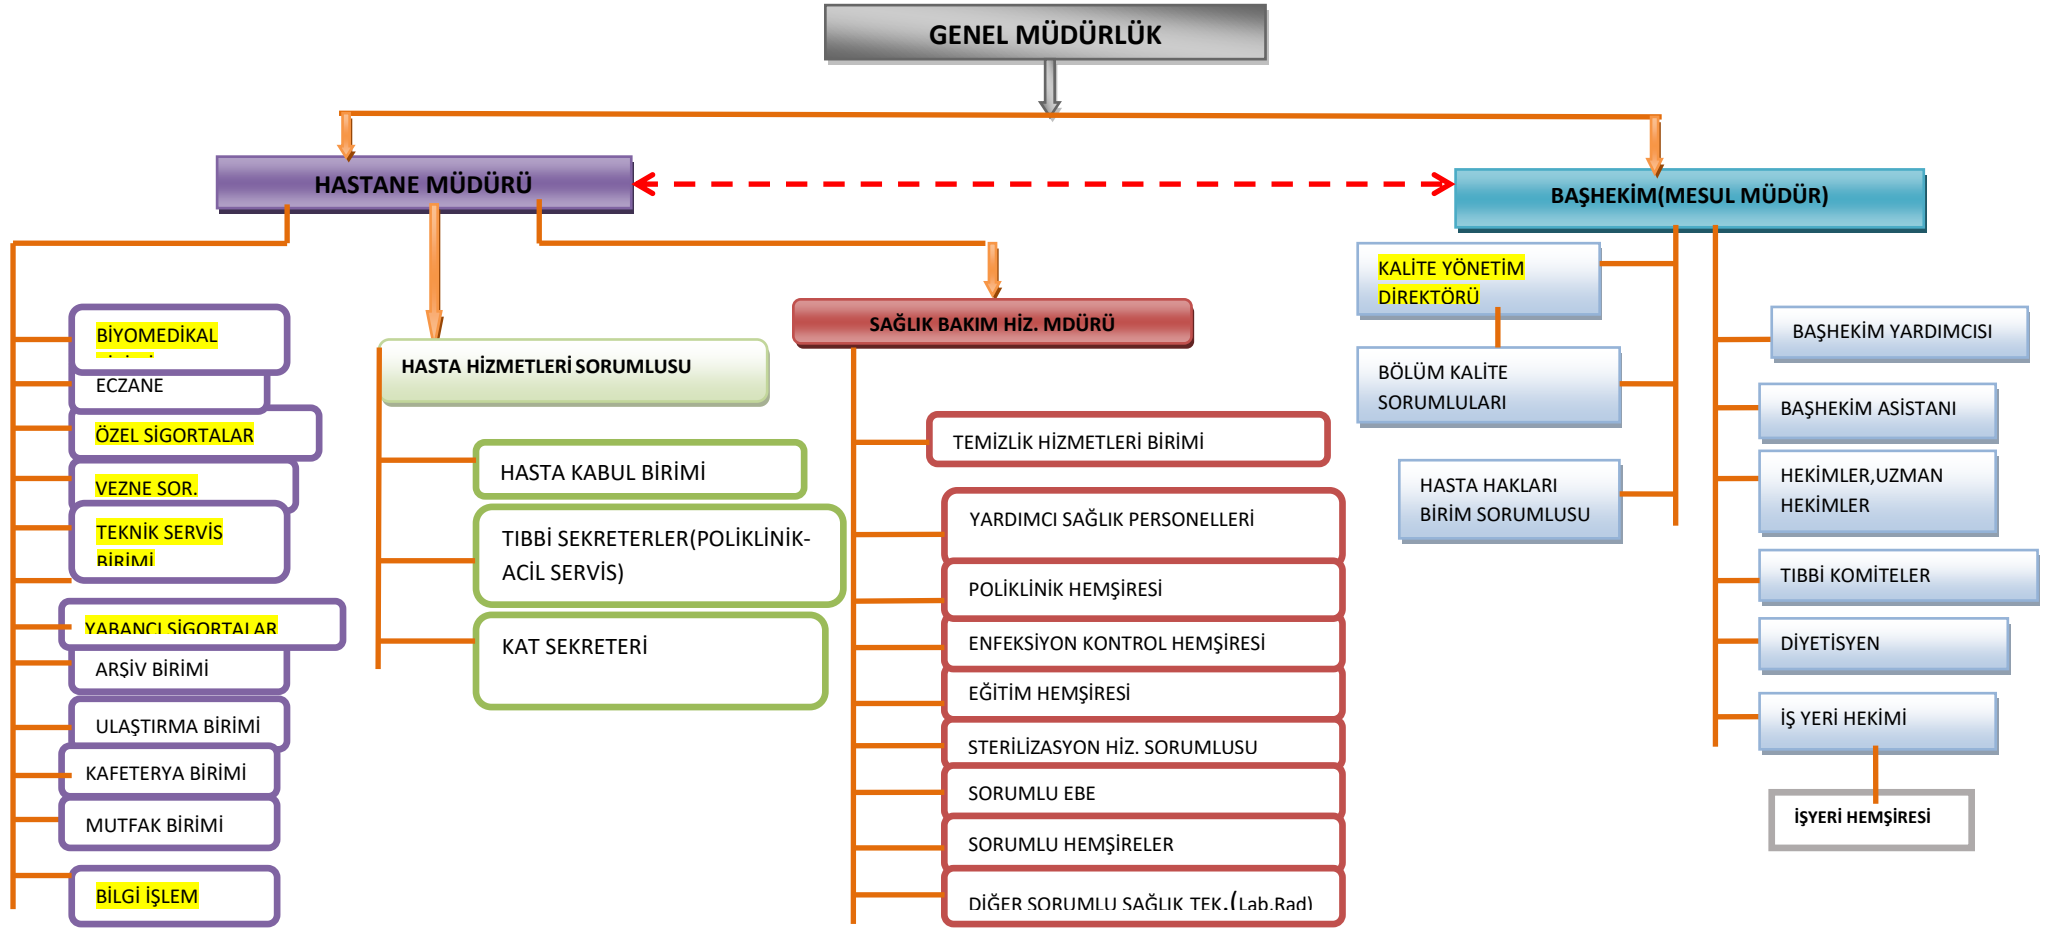 GENEL MÜDÜRLÜK
HASTANE MÜDÜRÜ
BAŞHEKİM(MESUL MÜDÜR)
BİYOMEDİKAL
ECZANE
ÖZEL SİGORTALAR
VEZNE SOR.
TEKNİK SERVİS
BİRİMİ
YABANCI SİGORTALAR
ARŞİV BİRİMİ
ULAŞTIRMA BİRİMİ
KAFETERYA BİRİMİ
MUTFAK BİRİMİ
BİLGİ İŞLEM
HASTA HİZMETLERİ SORUMLUSU
HASTA KABUL BİRİMİ
TIBBİ SEKRETERLER(POLİKLİNİK-
ACİL SERVİS)
KAT SEKRETERİ
SAĞLIK BAKIM HİZ. MDÜRÜ
TEMİZLİK HİZMETLERİ BİRİMİ
YARDIMCI SAĞLIK PERSONELLERİ
POLİKLİNİK HEMŞİRESİ
ENFEKSİYON KONTROL HEMŞİRESİ
EĞİTİM HEMŞİRESİ
STERİLİZASYON HİZ. SORUMLUSU
SORUMLU EBE
SORUMLU HEMŞİRELER
DİĞER SORUMLU SAĞLIK TEK.(Lab.Rad)
KALİTE YÖNETİM
DİREKTÖRÜ
BÖLÜM KALİTE
SORUMLULARI
HASTA HAKLARI
BİRİM SORUMLUSU
BAŞHEKİM YARDIMCISI
BAŞHEKİM ASİSTANI
HEKİMLER,UZMAN
HEKİMLER
TIBBİ KOMİTELER
DİYETİSYEN
İŞ YERİ HEKİMİ
İŞYERİ HEMŞİRESİ